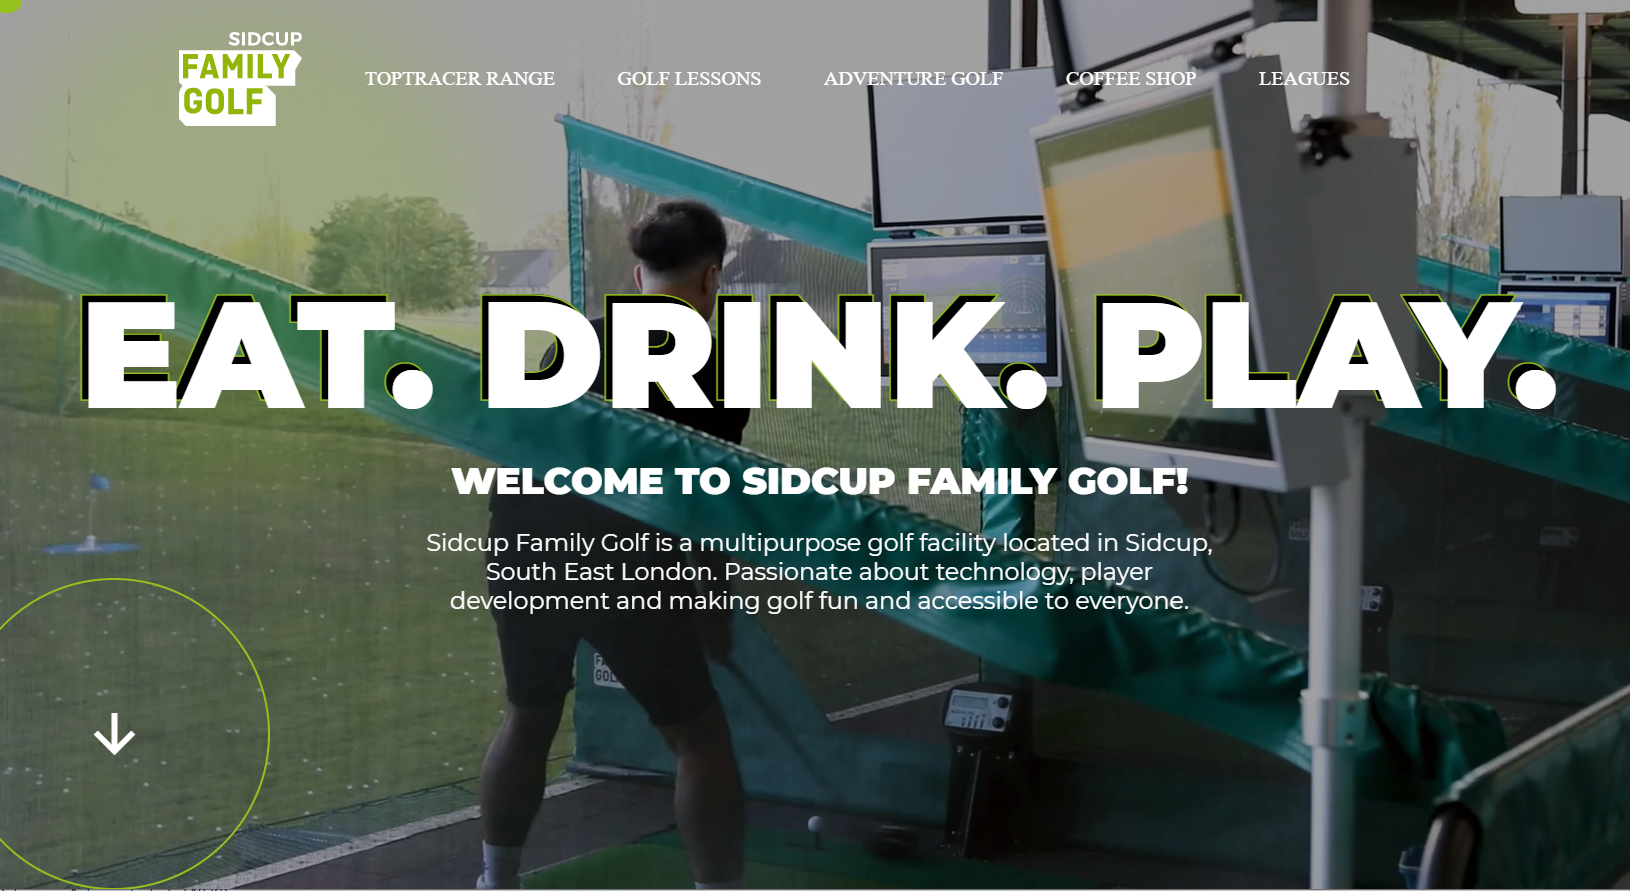 SIDCUP
FAMILY
GOLF
TOPTRACER RANGE
GOLF LESSONS
ADVENTURE GOLF
COFFEE SHOP
LEAGUES
EAT. DRINK. PLAY.
WELCOME TO SIDCUP FAMILY GOLF!
Sidcup Family Golf is a multipurpose golf facility located in Sidcup,
South East London. Passionate about technology, player
development and making golf fun and accessible to everyone.